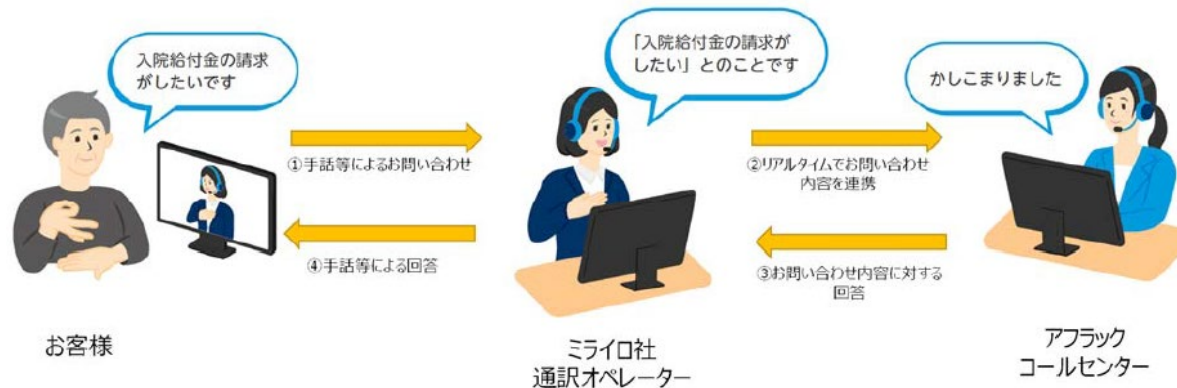 入院給付金の請求
がしたいです
「入院給付金の請求が
したい」とのことです
かしこまりました
①手話等によるお問い合わせ
②リアルタイムでお問い合わせ
内容を連携
④手話等による回答
③お問い合わせ内容に対する
回答
お客様
ミライロ社
通訳オペレーター
アフラック
コールセンター